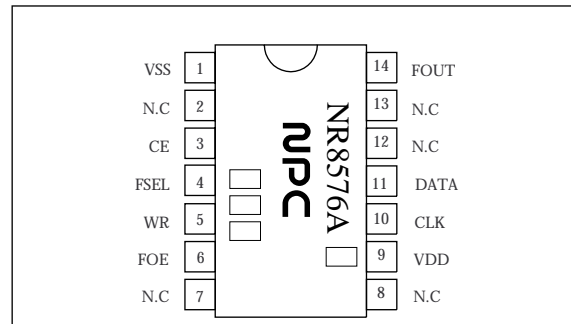 VSS 1 14 FOUT
N.C 2 13 N.C
CE 3 12 N.C
FSEL 4 11 DATA
WR 5 10 CLK
FOE 6 9 VDD
N.C 7 8 N.C
NPC
NR8576A